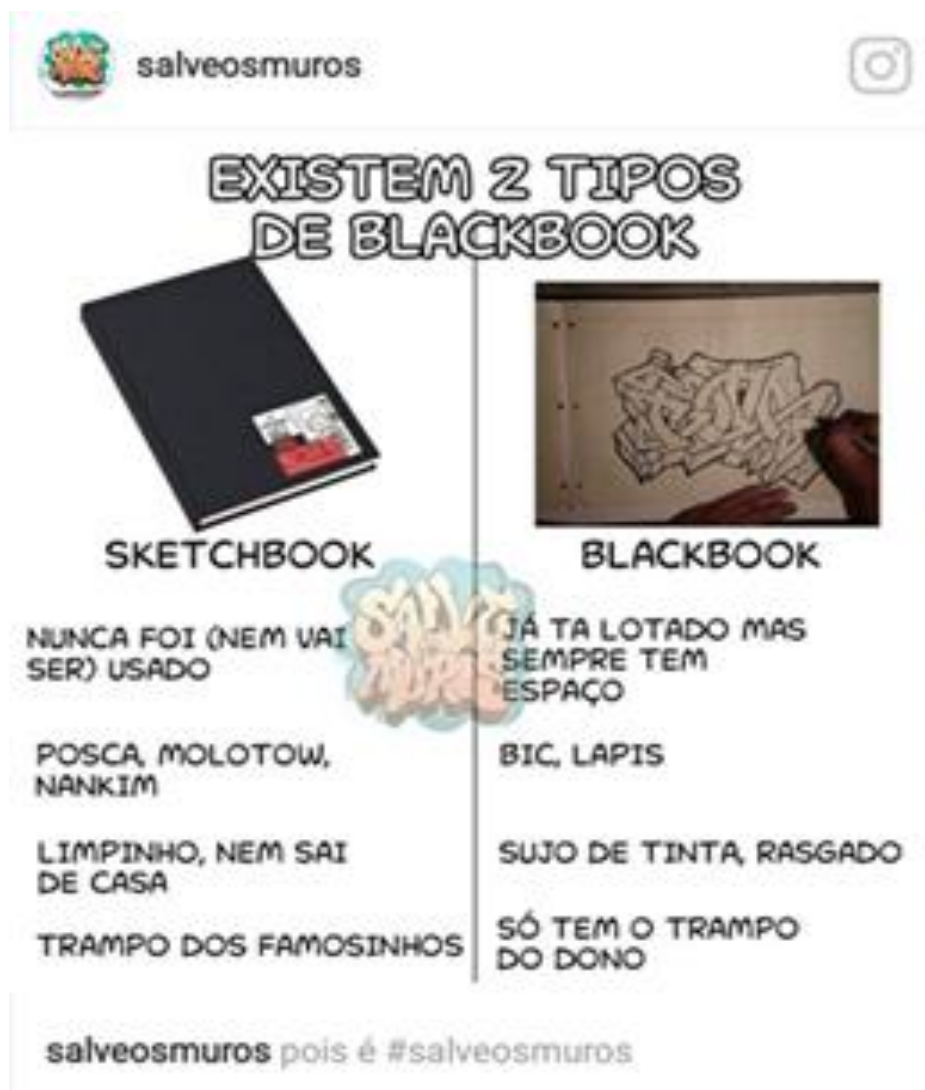 salveosmuros
EXISTEM 2 TIPOS
DE BLACKBOOK
SKETCHBOOK
NUNCA FOI (NEM VAI
SER) USADO
POSCA, MOLOTOW,
NANKIM
LIMPINHO, NEM SAI
DE CASA
TRAMPO DOS FAMOSINHOS
BLACKBOOK
JÁ TA LOTADO MAS
SEMPRE TEM
ESPAÇO
BIC, LAPIS
SUJO DE TINTA, RASGADO
SÓ TEM O TRAMPO
DO DONO
SALVE
MUROS
salveosmuros pois é #salveosmuros